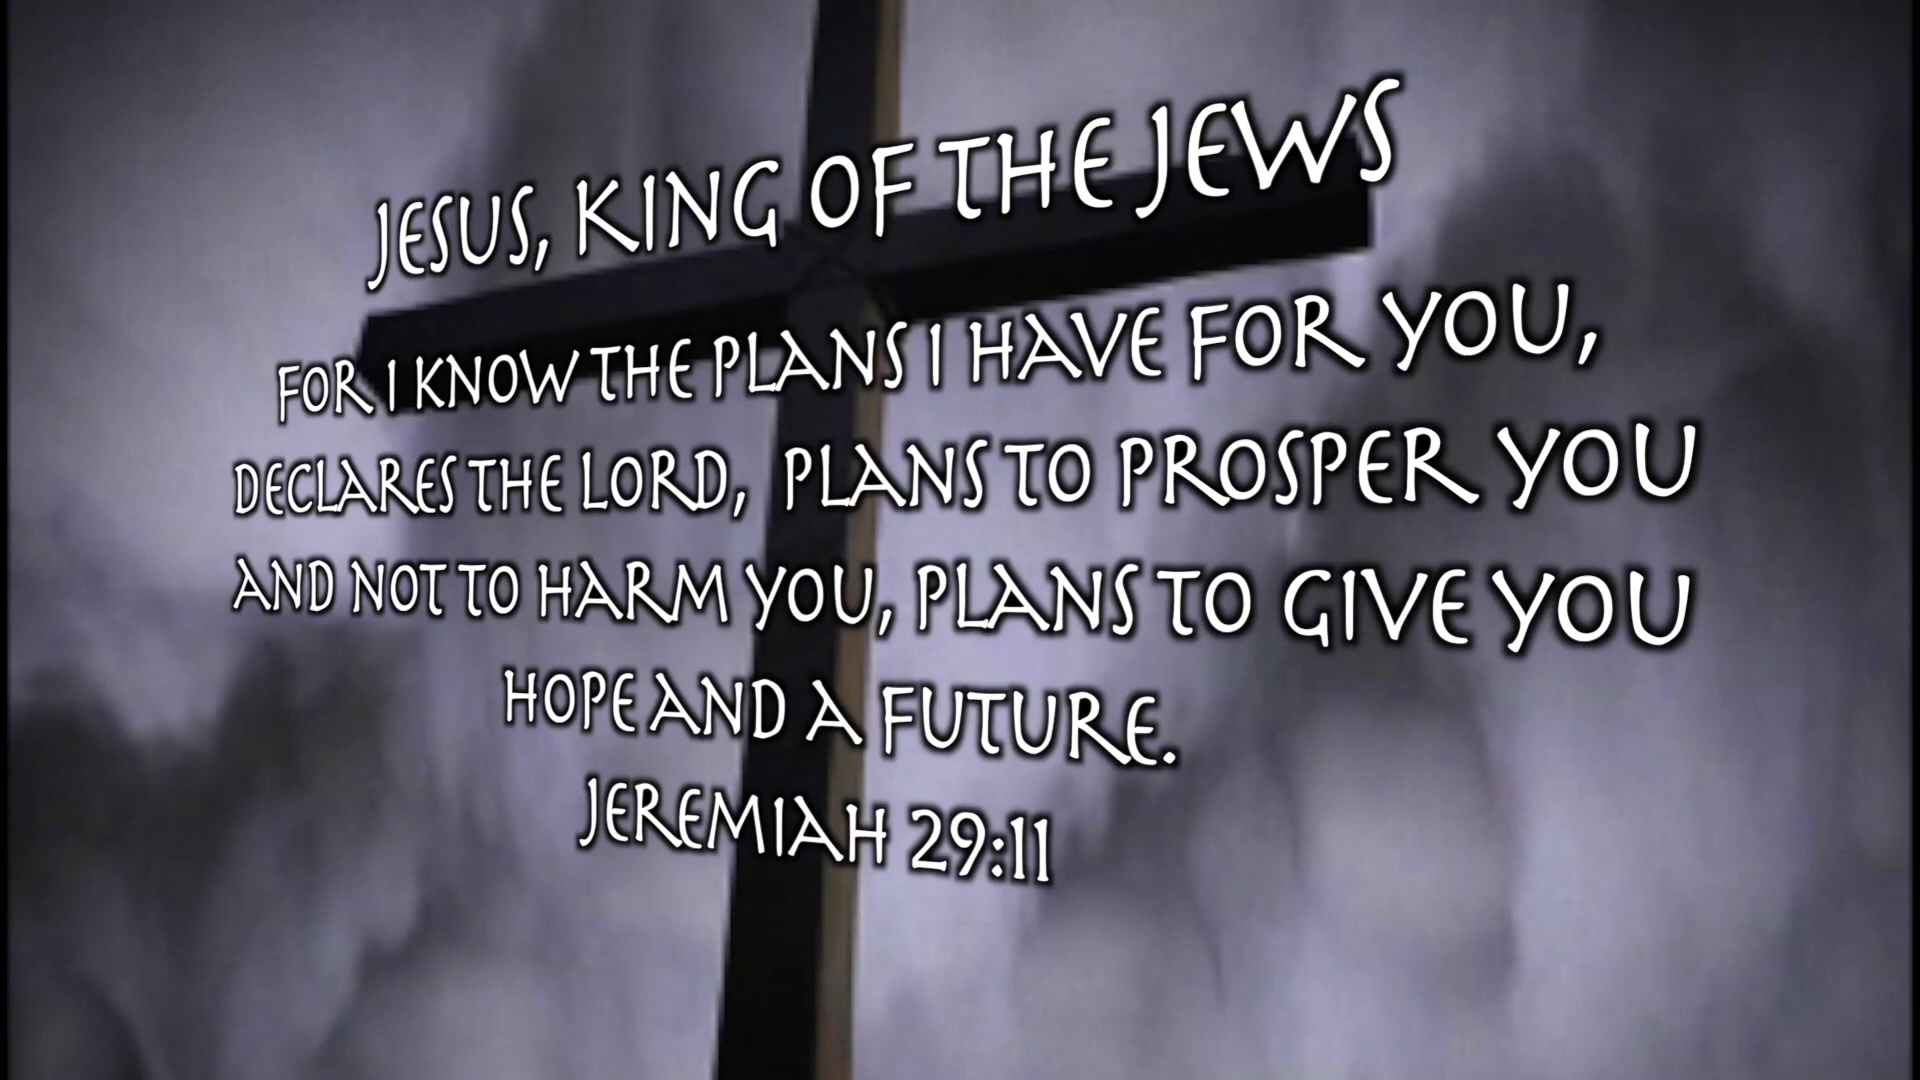 JESUS, KING OF THE JEWS
FOR I KNOW THE PLANS I HAVE FOR YOU,
DECLARES THE LORD, PLANS TO PROSPER YOU
AND NOT TO HARM YOU, PLANS TO GIVE YOU
HOPE AND A FUTURE.
JEREMIAH 29:11